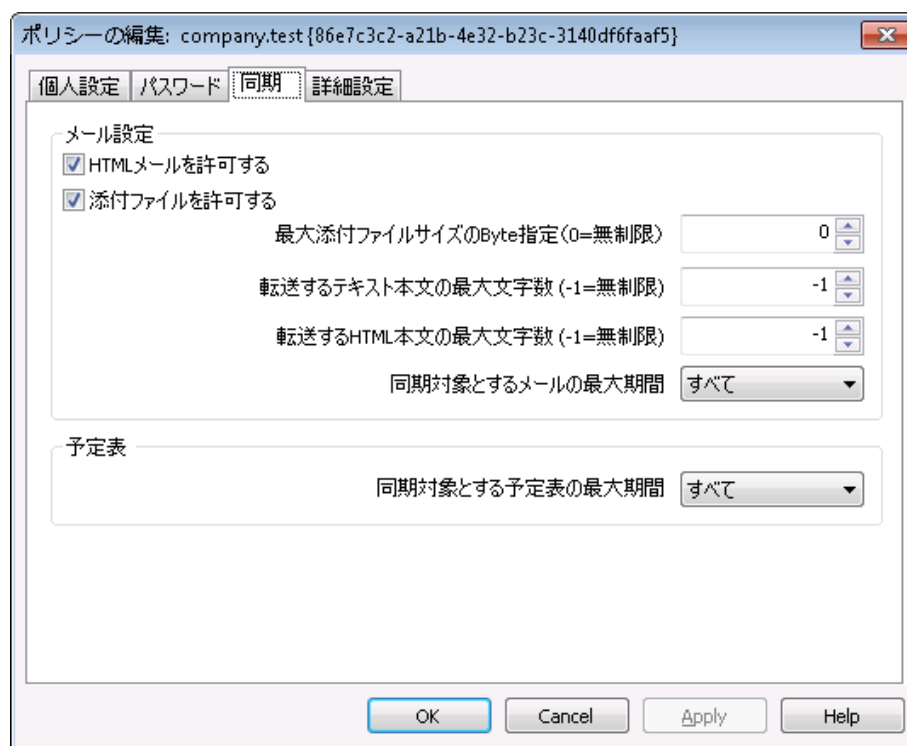 ポリシーの編集: company.test {86e7c3c2-a21b-4e32-b23c-3140df6faaf5}
個人設定 パスワード 同期 詳細設定
メール設定
HTMLメールを許可する
添付ファイルを許可する
最大添付ファイルサイズのByte指定(0=無制限) 0
転送するテキスト本文の最大文字数 (-1=無制限) -1
転送するHTML本文の最大文字数 (-1=無制限) -1
同期対象とするメールの最大期間 すべて
予定表
同期対象とする予定表の最大期間 すべて
OK Cancel Apply Help